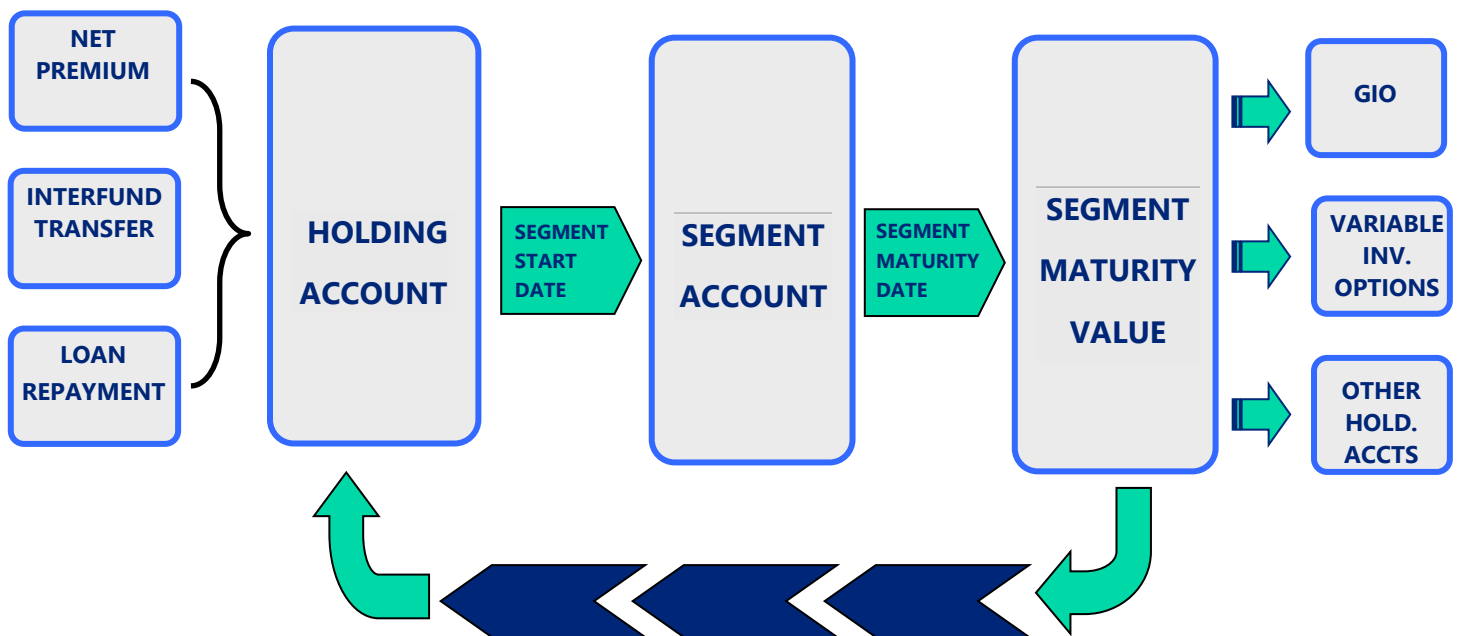 NET
PREMIUM
INTERFUND
TRANSFER
LOAN
REPAYMENT
HOLDING
ACCOUNT
SEGMENT
START
DATE
SEGMENT
ACCOUNT
SEGMENT
MATURITY
DATE
SEGMENT
MATURITY
VALUE
GIO
VARIABLE
INV.
OPTIONS
OTHER
HOLD.
ACCTS